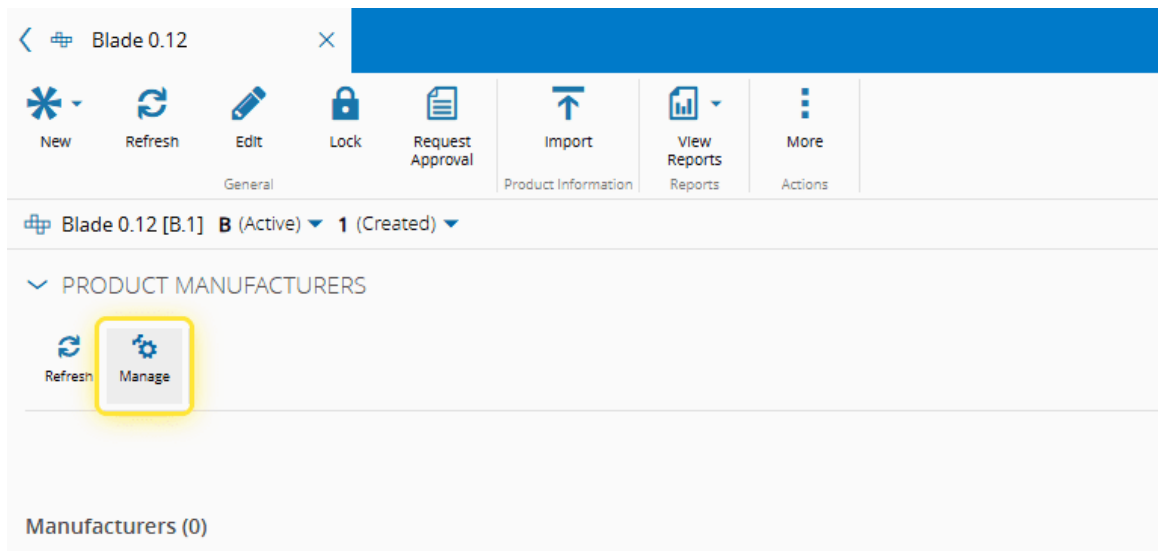 Blade 0.12
New
Refresh
Edit
Lock
Request
Approval
Import
View
Reports
More
General
Product Information
Reports
Actions
Blade 0.12 [B.1] B (Active) 1 (Created)
PRODUCT MANUFACTURERS
Refresh
Manage
Manufacturers (0)